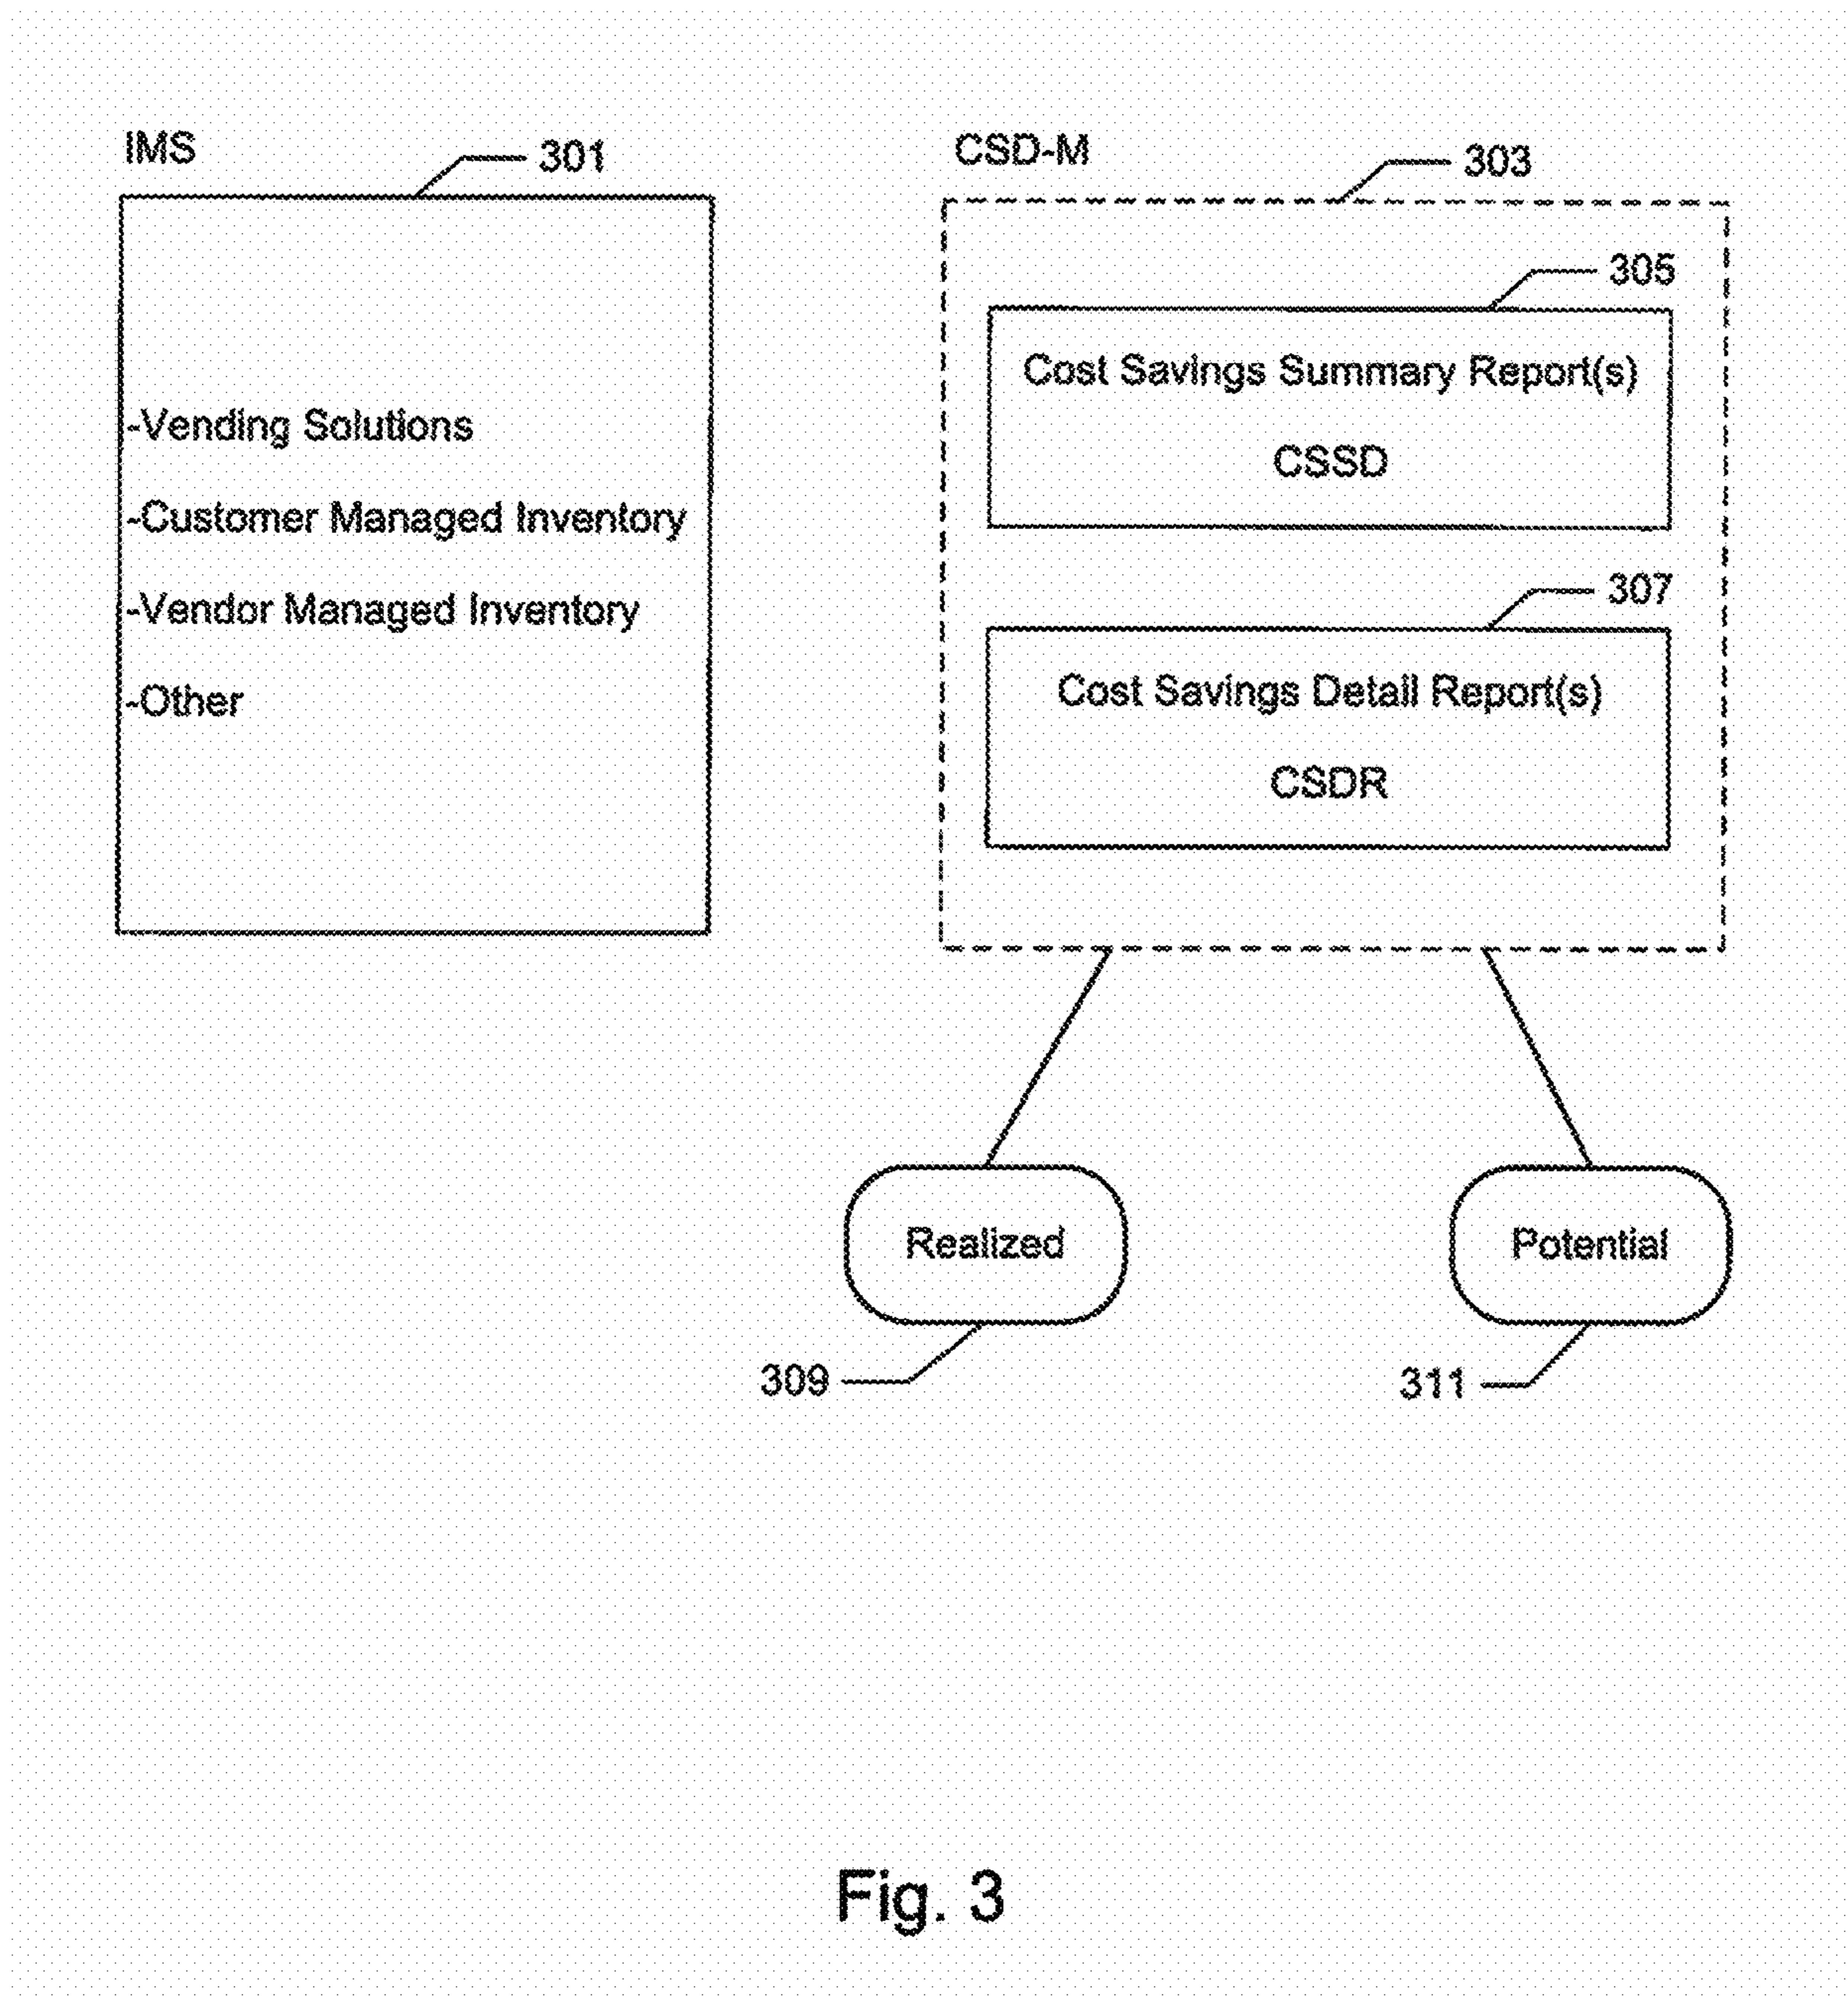 IMS
301
-Vending Solutions
-Customer Managed Inventory
-Vendor Managed Inventory
-Other
CSD-M
303
305
Cost Savings Summary Report(s)
CSSD
307
Cost Savings Detail Report(s)
CSDR
Realized
309
Potential
311
Fig. 3